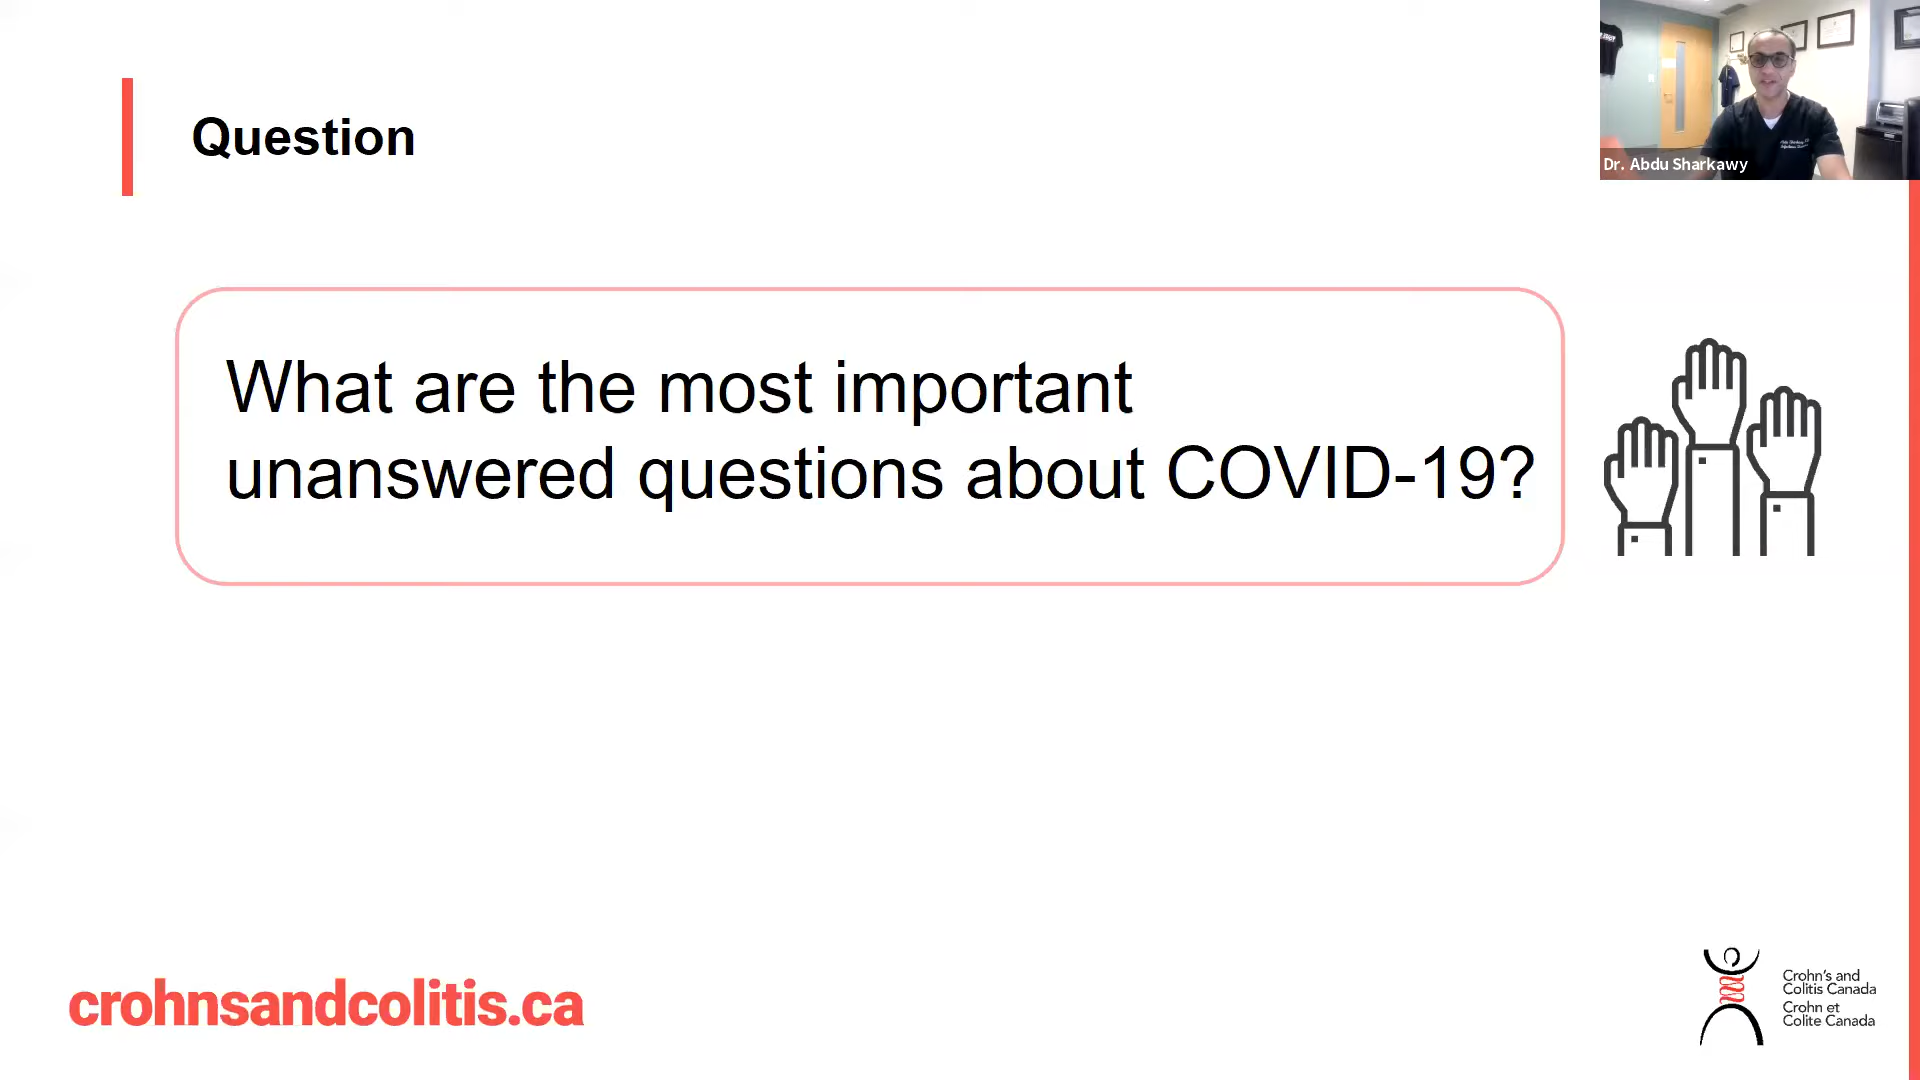 Question
Dr. Abdu Sharkawy
What are the most important
unanswered questions about COVID-19?
crohnsandcolitis.ca
Crohn's and
Colitis Canada
Crohn et
Colite Canada